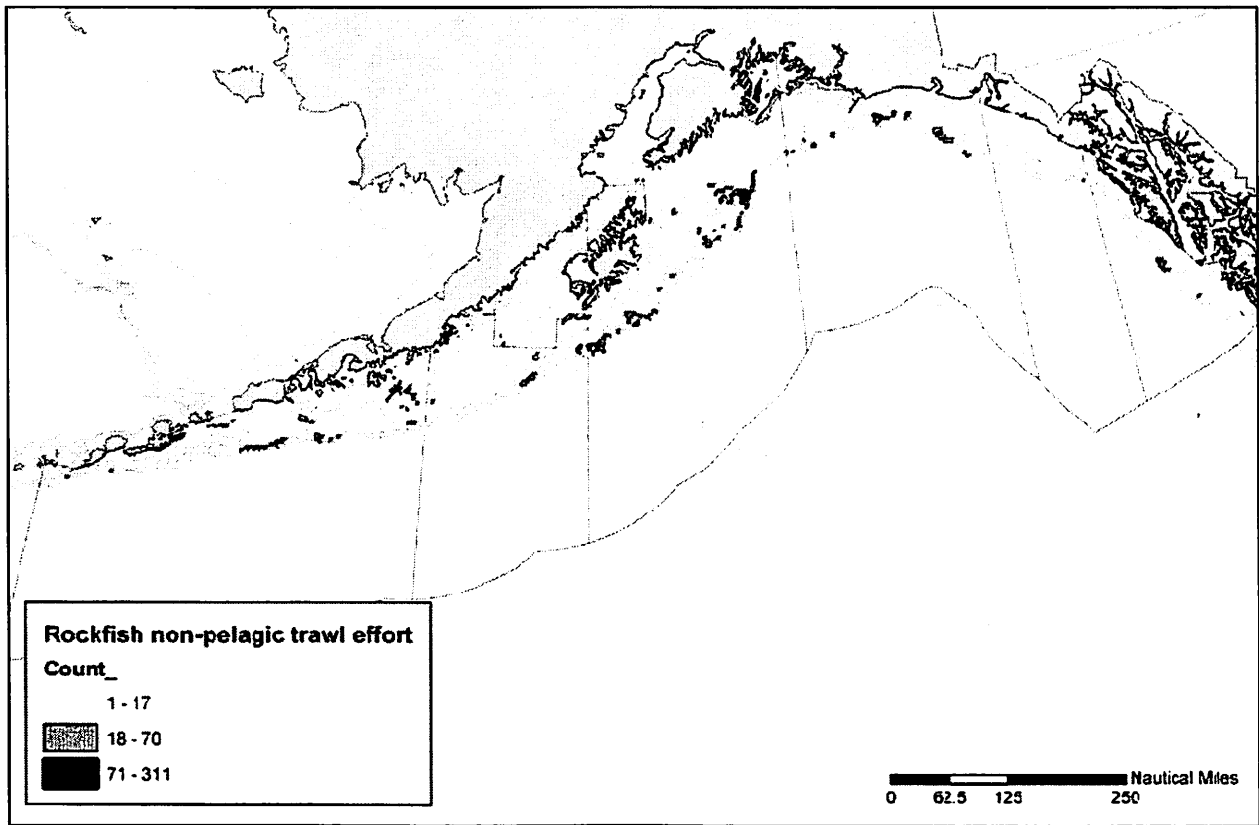 Rockfish non-pelagic trawl effort
Count_
1 - 17
18 - 70
71 - 311
Nautical Miles
0 62.5 125 250